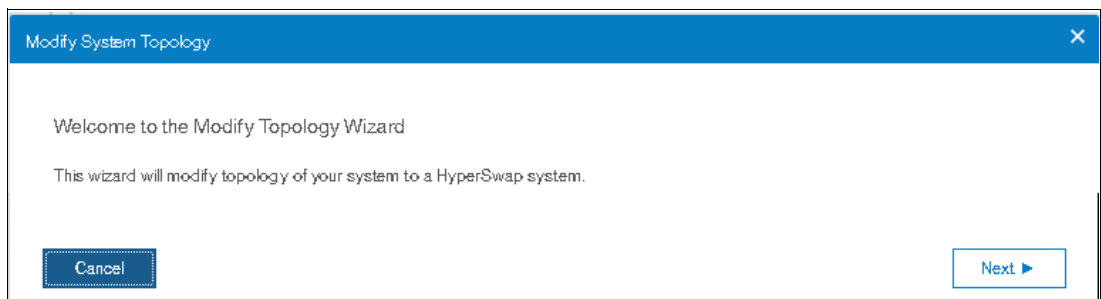 Modify System Topology
Welcome to the Modify Topology Wizard
This wizard will modify topology of your system to a HyperSwap system.
Cancel
Next